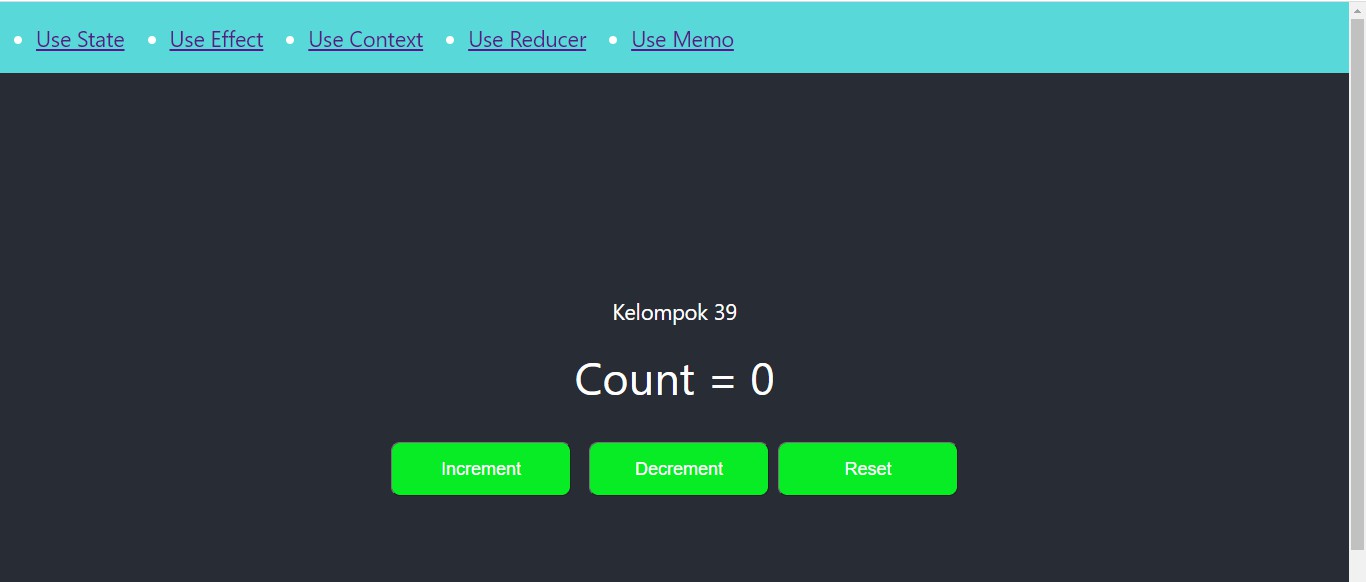 Use State Use Effect Use Context Use Reducer Use Memo
Kelompok 39
Count = 0
Increment Decrement Reset